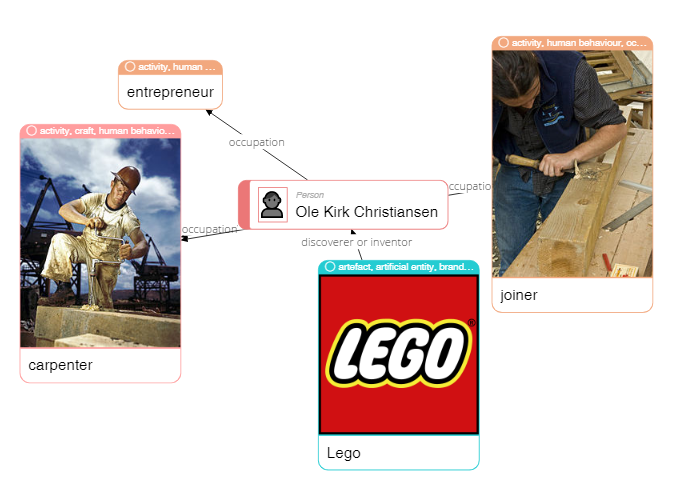 activity, human ...
entrepreneur
activity, human behaviour, oc...
occupation
activity, craft, human behavio...
Person
Ole Kirk Christiansen
ccupatio
occupation
discoverer or inventor
artefact, artificial entity, brand...
joiner
LEGO
®
carpenter
Lego